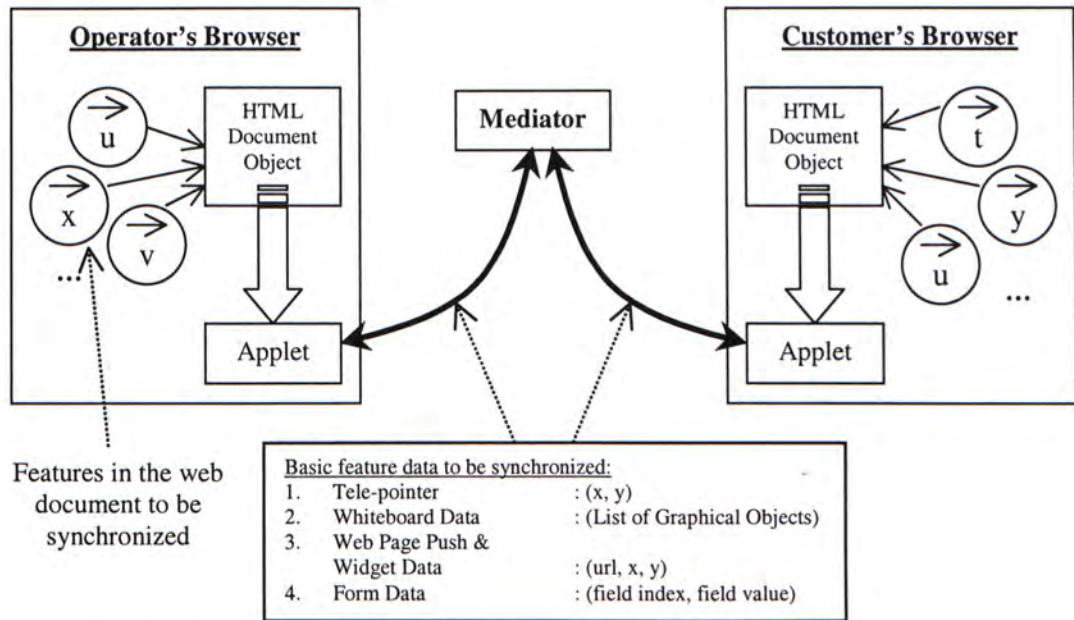 Operator's Browser
u
x
v
...
HTML
Document
Object
Applet
Mediator
Customer's Browser
HTML
Document
Object
t
y
u
...
Applet
Features in the web
document to be
synchronized
Basic feature data to be synchronized:
1. Tele-pointer : (x, y)
2. Whiteboard Data : (List of Graphical Objects)
3. Web Page Push &
Widget Data : (url, x, y)
4. Form Data : (field index, field value)